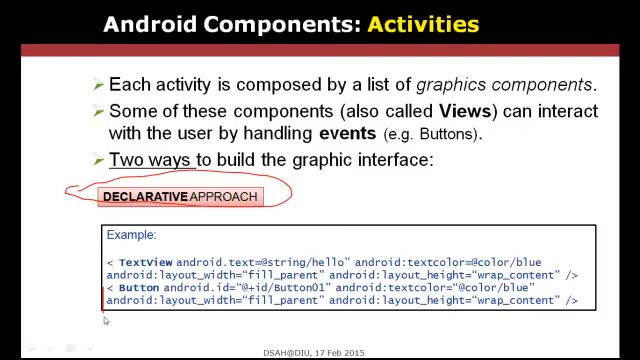 Android Components: Activities
Each activity is composed by a list of graphics components.
Some of these components (also called Views) can interact
with the user by handling events (e.g. Buttons).
Two ways to build the graphic interface:
DECLARATIVE APPROACH
Example:
< TextView android.text=@string/hello” android:textcolor=@color/blue
android:layout_width=“fill_parent” android:layout_height=“wrap_content” />
< Button android.id=“@+id/Button01” android:textcolor=“@color/blue”
android:layout_width=“fill_parent” android:layout_height=“wrap_content” />
DSAH@DIU, 17 Feb 2015